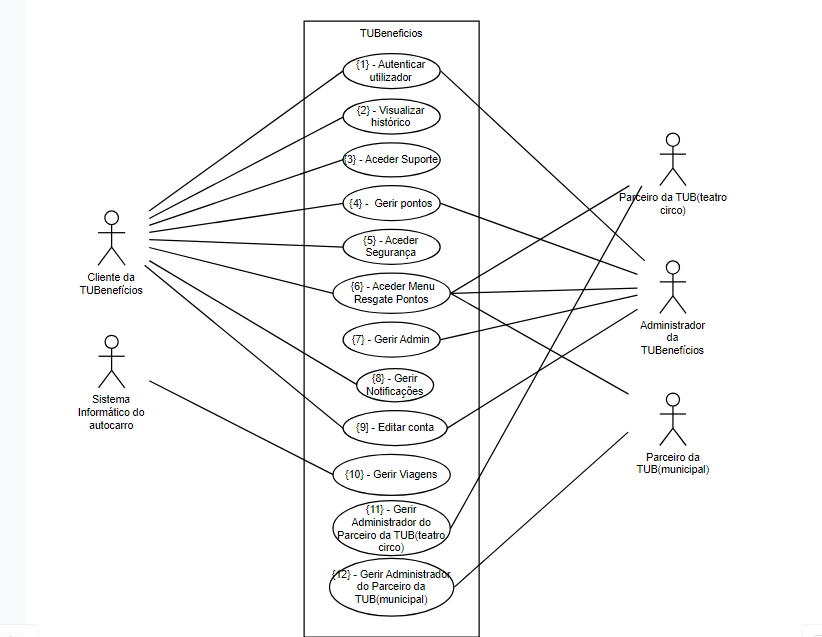 TUBeneficios
{1} - Autenticar
utilizador
{2} - Visualizar
histórico
{3} - Aceder Suporte
{4} - Gerir pontos
{5} - Aceder
Segurança
{6} - Aceder Menu
Resgate Pontos
{7} - Gerir Admin
{8} - Gerir
Notificações
{9] - Editar conta
{10} - Gerir Viagens
{11} - Gerir
Administrador do
Parceiro da TUB(teatro
circo)
{12} - Gerir Administrador
do Parceiro da
TUB(municipal)
Cliente da
TUBenefícios
Sistema
Informático do
autocarro
Parceiro da TUB(teatro
circo)
Administrador
da
TUBenefícios
Parceiro da
TUB(municipal)